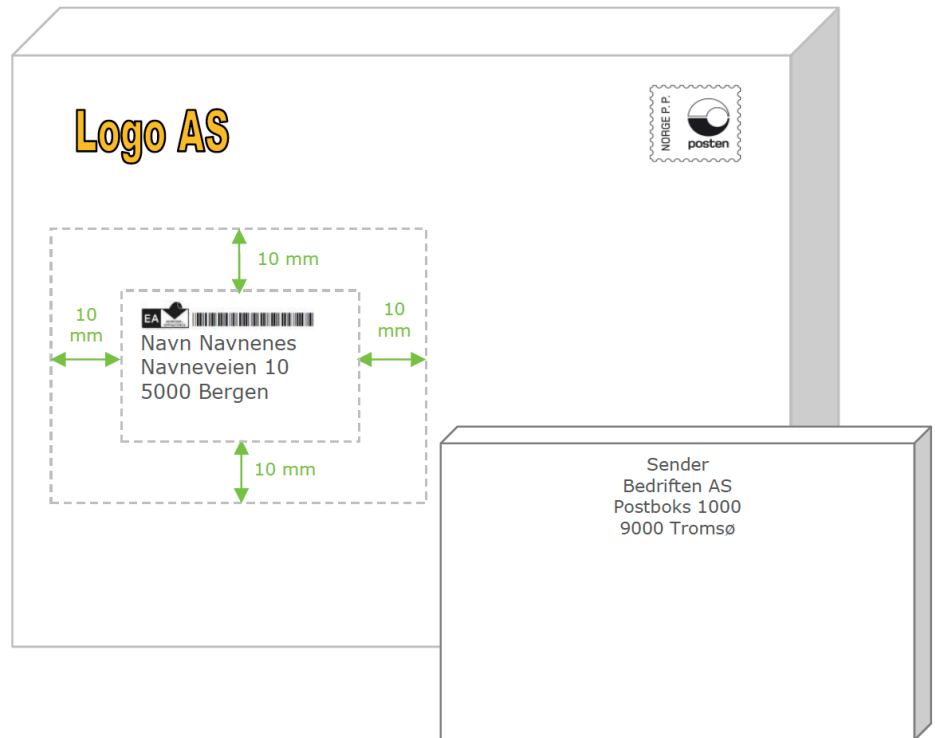 Logo AS
NORGE P. P.
posten
10 mm
10
mm
10
mm
EA
Navn Navnenes
Navneveien 10
5000 Bergen
10 mm
Sender
Bedriften AS
Postboks 1000
9000 Tromsø